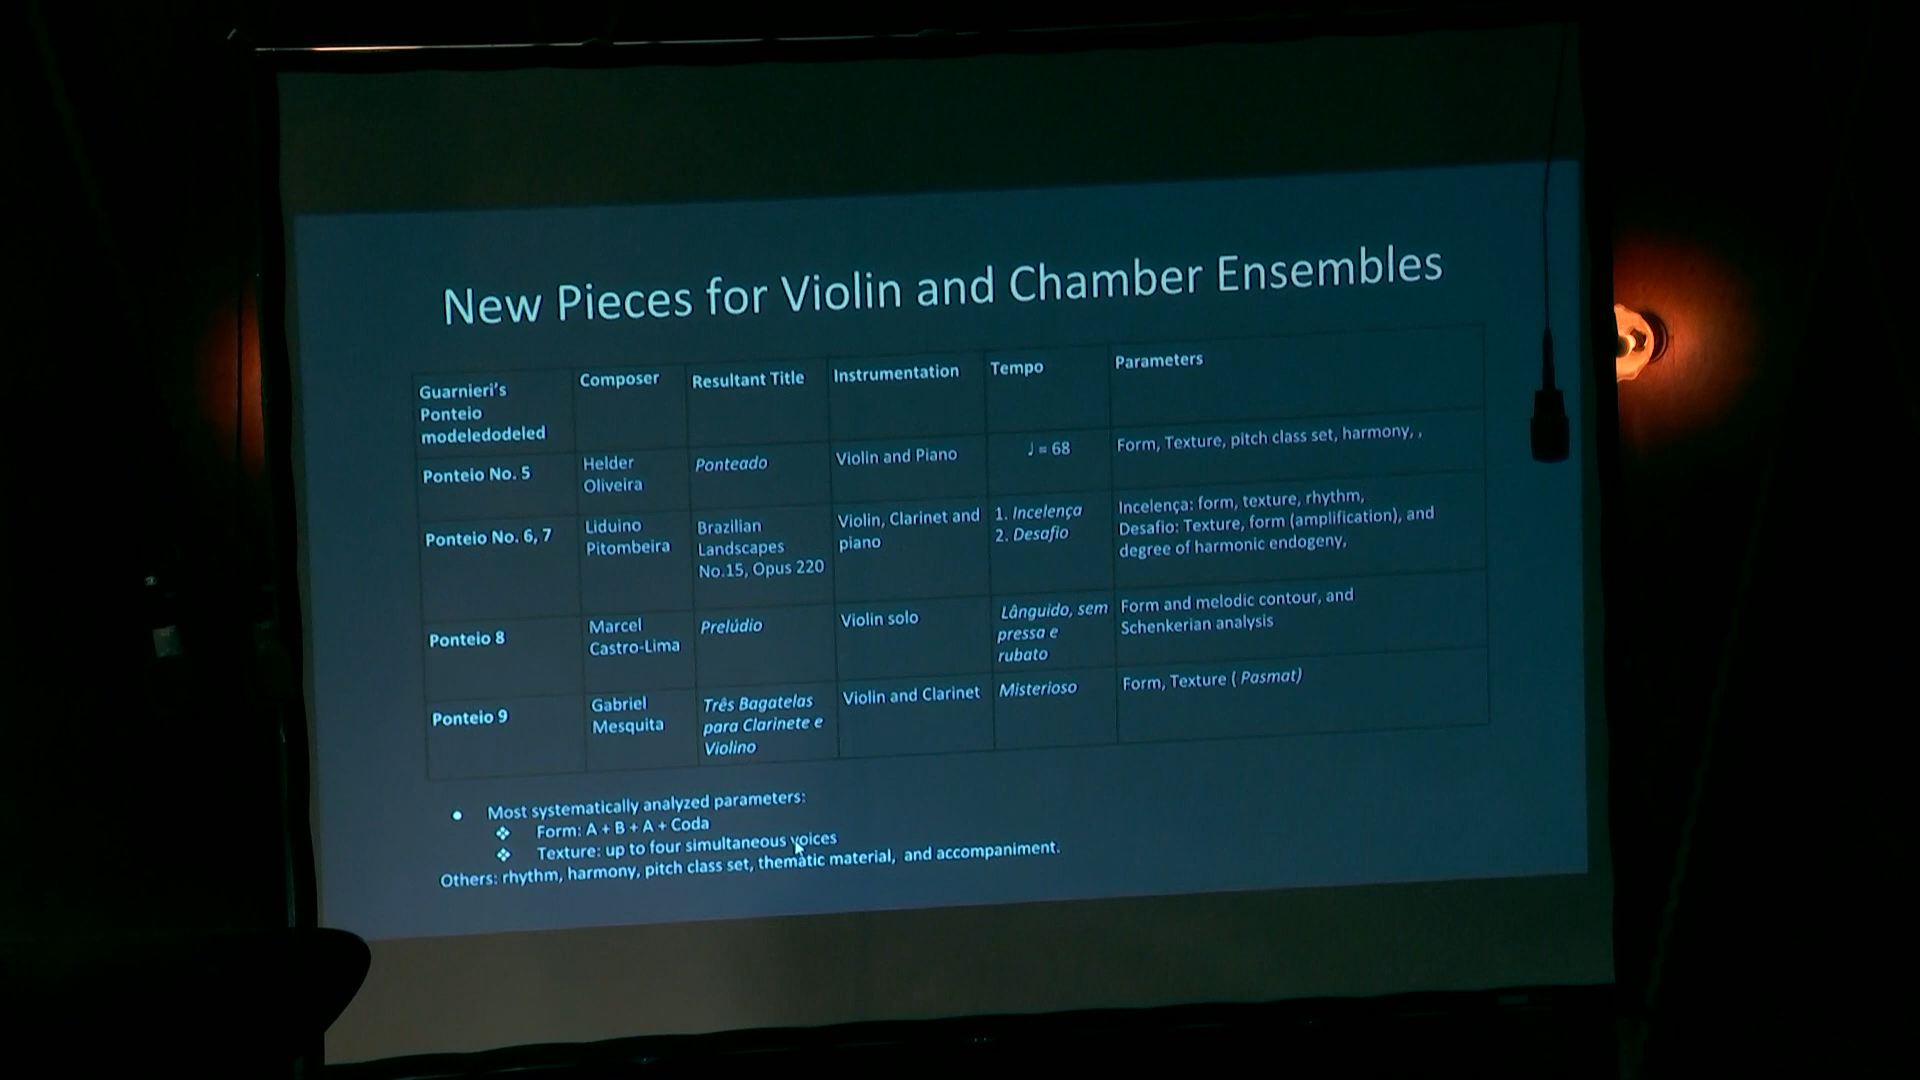 New Pieces for Violin and Chamber Ensembles
Guarnieri's
Ponteio
modeledodeled
Composer
Resultant Title
Instrumentation
Tempo
Parameters
Ponteio No. 5
Helder
Oliveira
Ponteado
Violin and Piano
♩ = 68
Form, Texture, pitch class set, harmony, ,
Ponteio No. 6, 7
Liduino
Pitombeira
Brazilian
Landscapes
No.15, Opus 220
Violin, Clarinet and
piano
1. Incelença
2. Desafio
Incelença: form, texture, rhythm,
Desafio: Texture, form (amplification), and
degree of harmonic endogeny,
Ponteio 8
Marcel
Castro-Lima
Prelúdio
Violin solo
Lânguido, sem
pressa e
rubato
Form and melodic contour, and
Schenkerian analysis
Ponteio 9
Gabriel
Mesquita
Três Bagatelas
para Clarinete e
Violino
Violin and Clarinet
Misterioso
Form, Texture ( Pasmat)
● Most systematically analyzed parameters:
❖ Form: A + B + A + Coda
❖ Texture: up to four simultaneous voices
Others: rhythm, harmony, pitch class set, thematic material, and accompaniment.